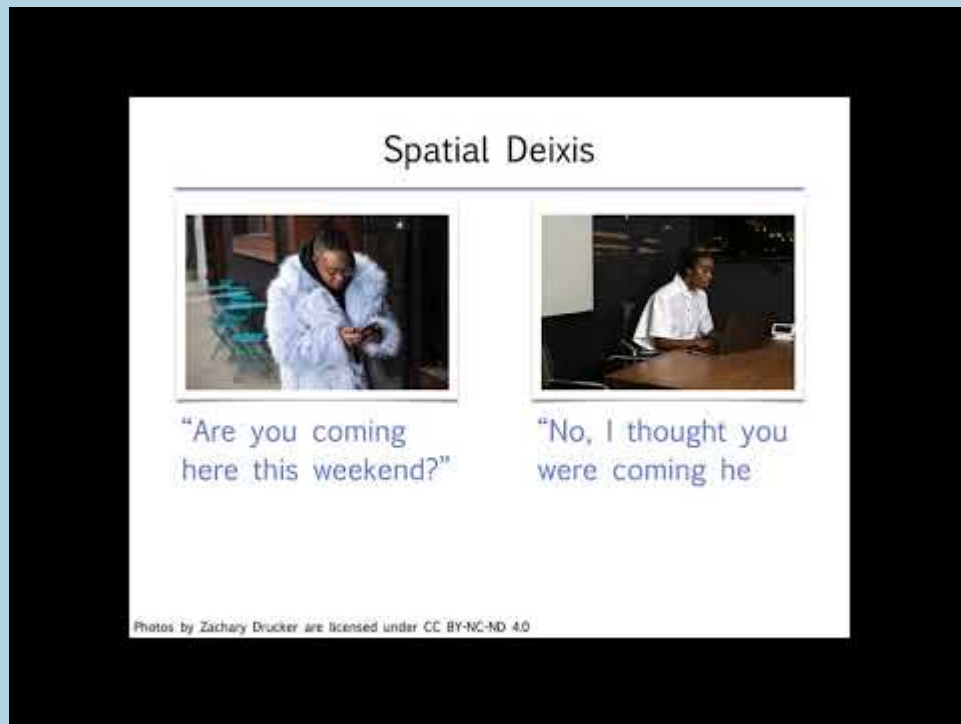 Spatial Deixis
“Are you coming
here this weekend?”
“No, I thought you
were coming he
Photos by Zachary Drucker are licensed under CC BY-NC-ND 4.0